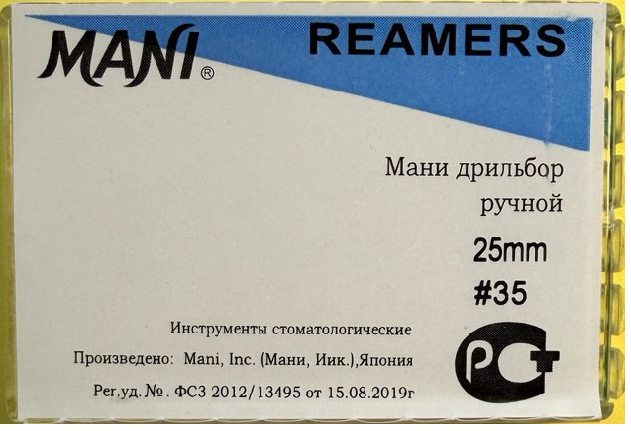 MANI®
REAMERS
Мани дрильбор
ручной
25mm
#35
Инструменты стоматологические
Произведено: Mani, Inc. (Мани, Иик.),Япония
Рег.уд.№. ФСЗ 2012/13495 от 15.08.2019г
РСТ